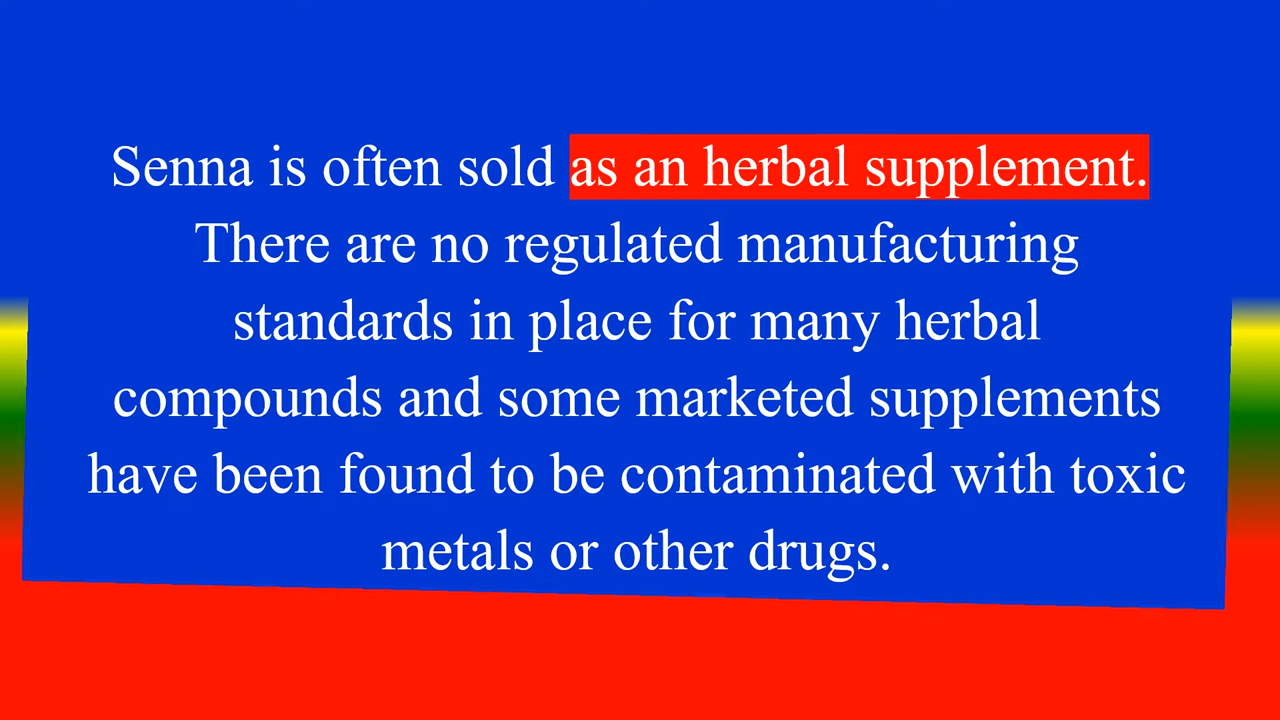 Senna is often sold as an herbal supplement.
There are no regulated manufacturing
standards in place for many herbal
compounds and some marketed supplements
have been found to be contaminated with toxic
metals or other drugs.